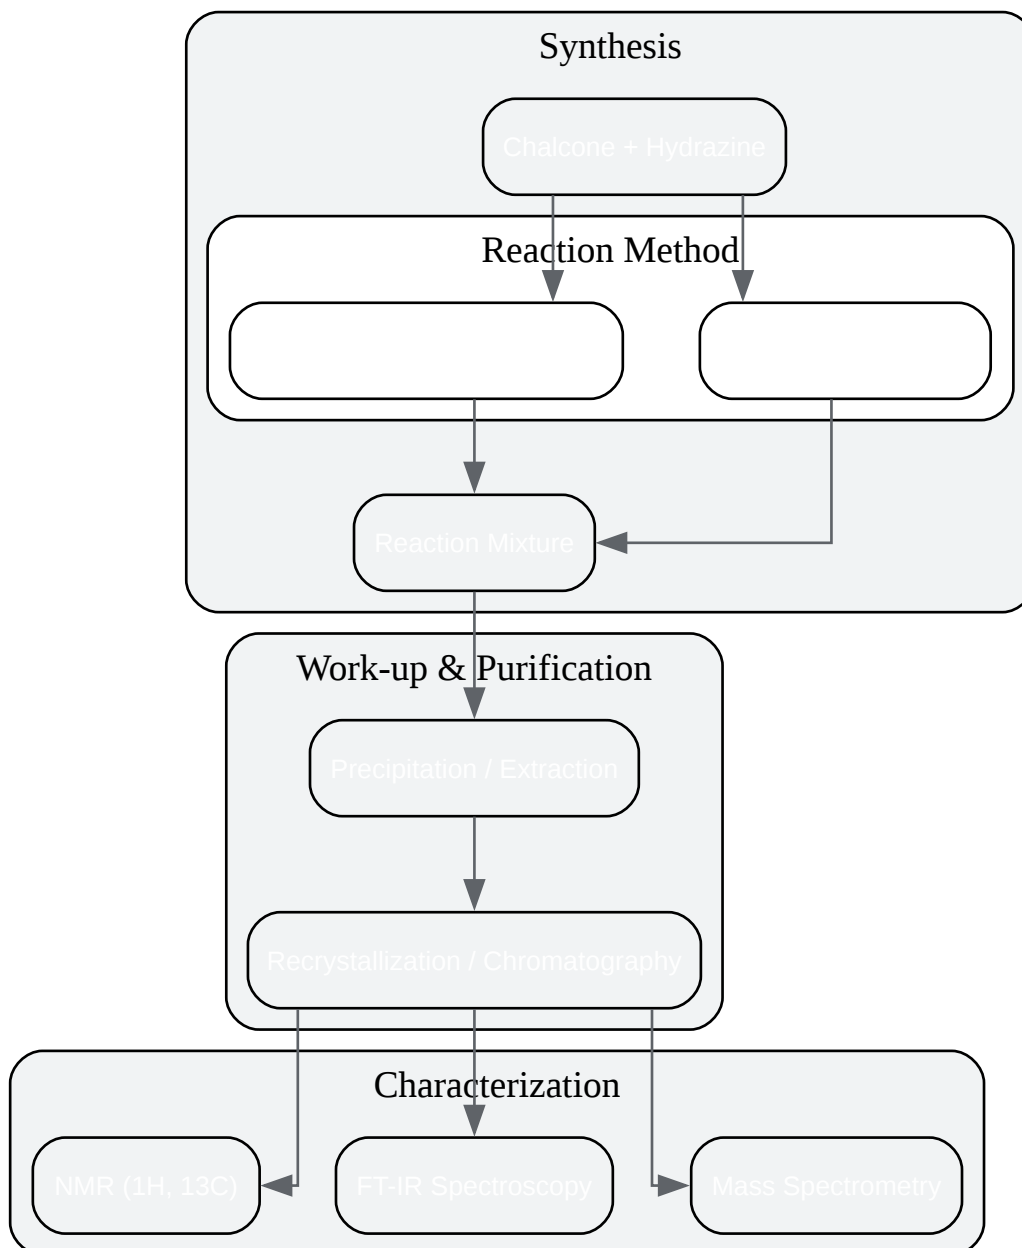 Synthesis
Chalcone + Hydrazine
Reaction Method
Reaction Mixture
Work-up & Purification
Precipitation / Extraction
Recrystallization / Chromatography
Characterization
NMR (1H, 13C)
FT-IR Spectroscopy
Mass Spectrometry